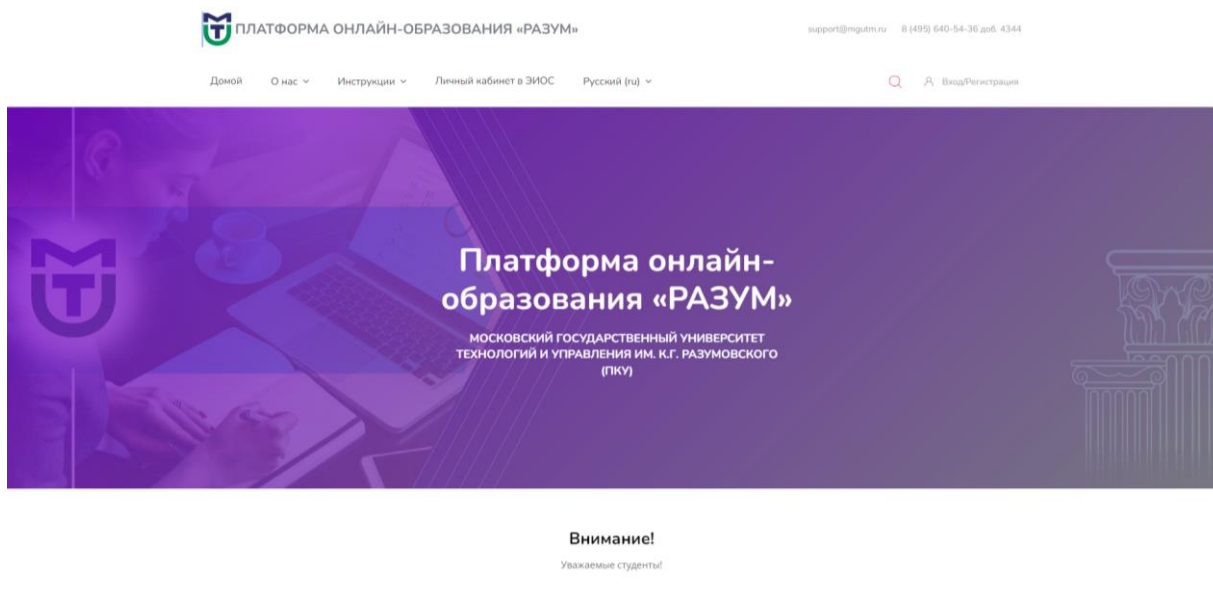 ПЛАТФОРМА ОНЛАЙН-ОБРАЗОВАНИЯ «РАЗУМ»
support@mgutm.ru 8 (495) 640-54-36 доб. 4344
Домой О нас Инструкции Личный кабинет в ЭИОС Русский (ru) Вход/Регистрация
Платформа онлайн-
образования «РАЗУМ»
МОСКОВСКИЙ ГОСУДАРСТВЕННЫЙ УНИВЕРСИТЕТ
ТЕХНОЛОГИЙ И УПРАВЛЕНИЯ ИМ. К.Г. РАЗУМОВСКОГО
(ПКУ)
Внимание!
Уважаемые студенты!